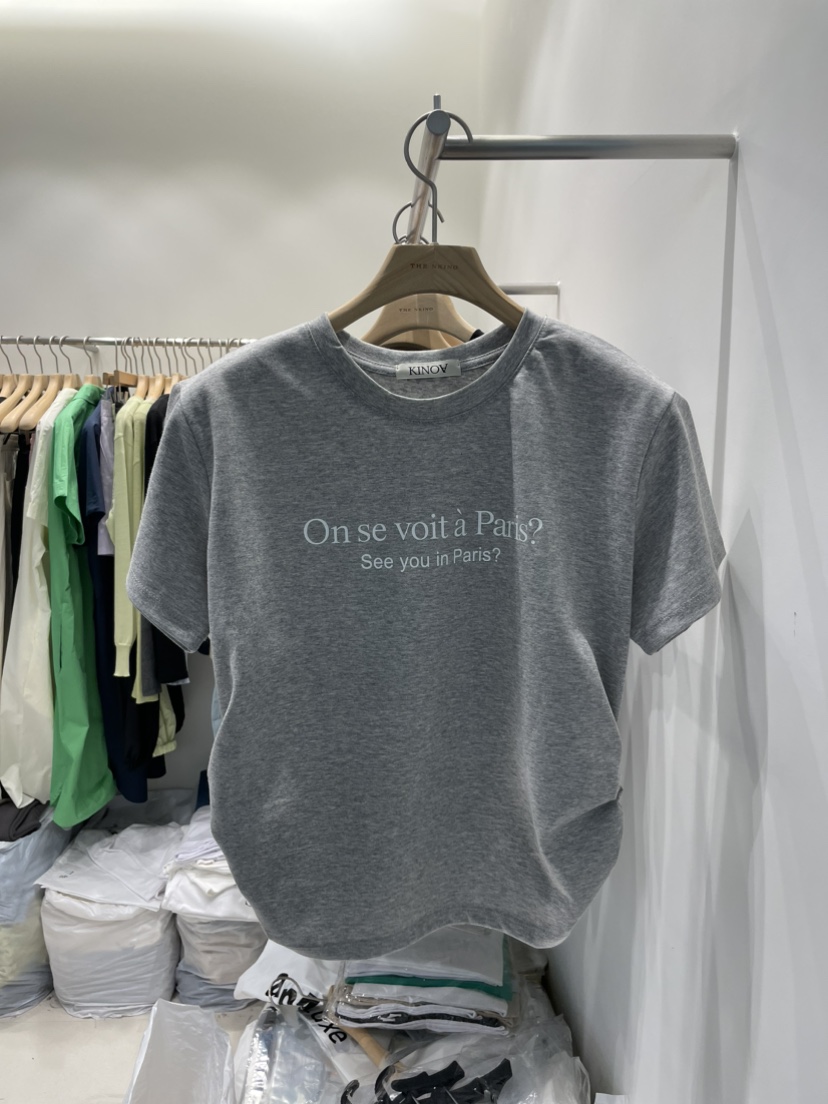 KINOV
On se voit à Paris?
See you in Paris?